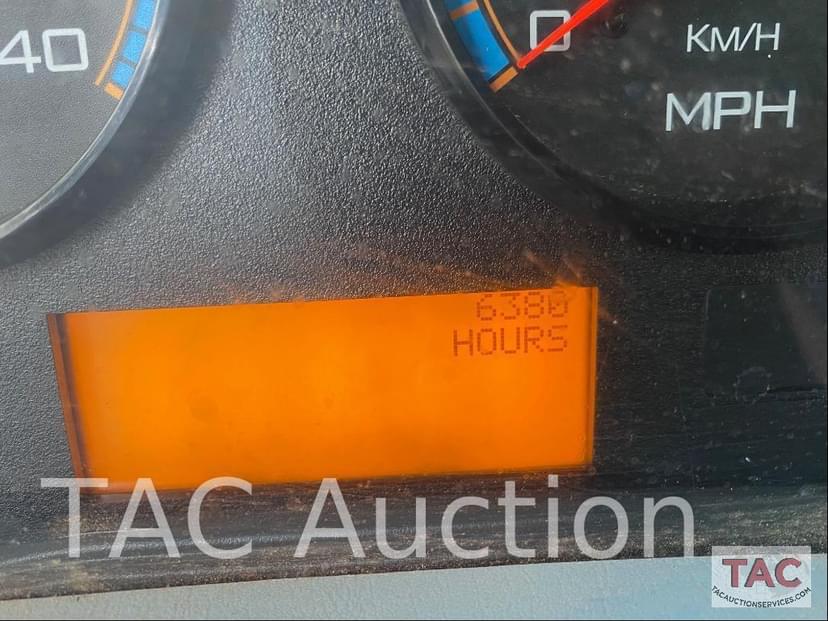 40
0
KM/H
MPH
6380
HOURS
TAC Auction
TAC
TACAUCTIONSERVICES.COM